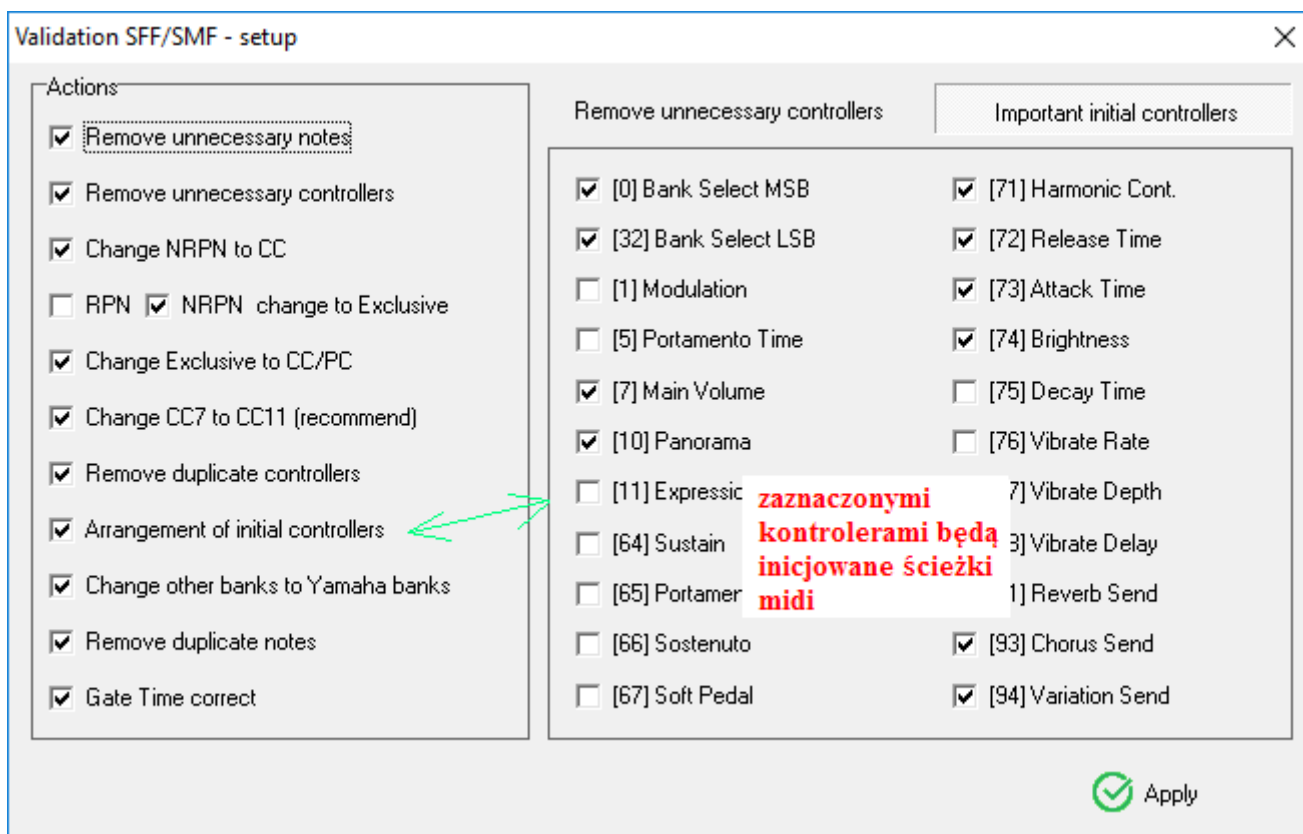 Validation SFF/SMF - setup
Actions
Remove unnecessary notes
Remove unnecessary controllers
Change NRPN to CC
RPN NRPN change to Exclusive
Change Exclusive to CC/PC
Change CC7 to CC11 (recommend)
Remove duplicate controllers
Arrangement of initial controllers
Change other banks to Yamaha banks
Remove duplicate notes
Gate Time correct
Remove unnecessary controllers
Important initial controllers
[0] Bank Select MSB
[32] Bank Select LSB
[1] Modulation
[5] Portamento Time
[7] Main Volume
[10] Panorama
[11]
[64] Sustain
[65]
[66] Sostenuto
[67] Soft Pedal
[71] Harmonic Cont.
[72] Release Time
[73] Attack Time
[74] Brightness
[75] Decay Time
[76] Vibrate Rate
Vibrate Depth
Vibrate Delay
Reverb Send
[93] Chorus Send
[94] Variation Send
zaznaczonymi
kontrolerami będą
inicjowane ścieżki
midi
Apply